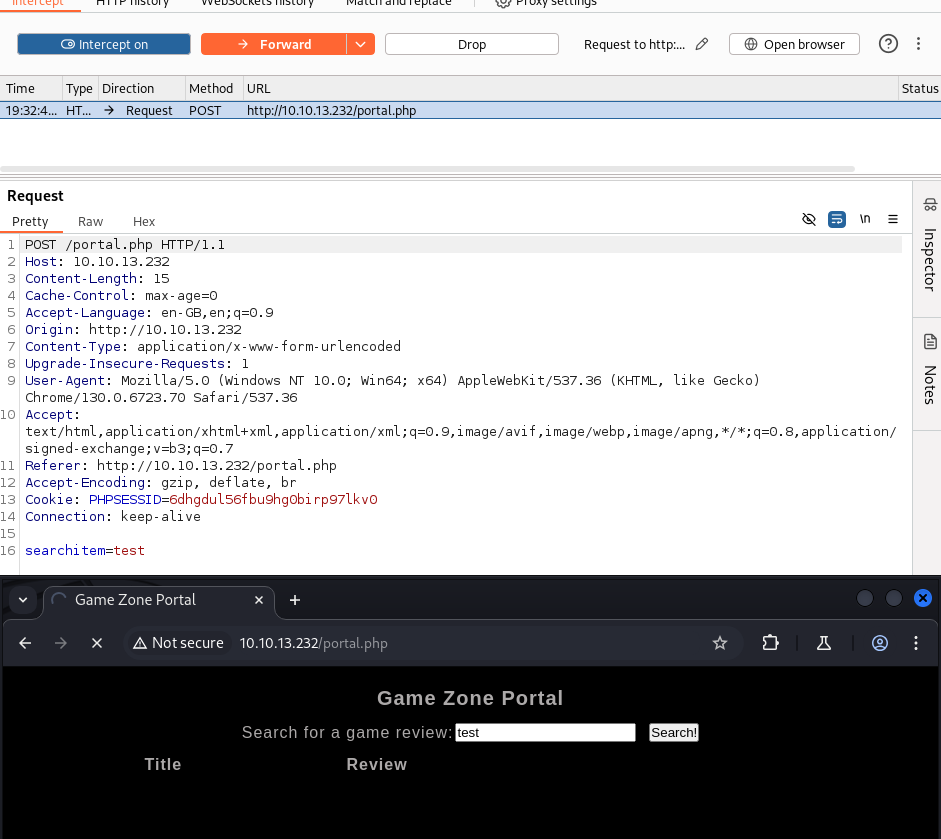 Intercept HTTP history WebSockets history Match and replace Proxy settings
Intercept on Forward Drop Request to http:... Open browser ?
Time Type Direction Method URL Status
19:32:4... HT... → Request POST http://10.10.13.232/portal.php
Request
Pretty Raw Hex \n
1 POST /portal.php HTTP/1.1
2 Host: 10.10.13.232
3 Content-Length: 15
4 Cache-Control: max-age=0
5 Accept-Language: en-GB,en;q=0.9
6 Origin: http://10.10.13.232
7 Content-Type: application/x-www-form-urlencoded
8 Upgrade-Insecure-Requests: 1
9 User-Agent: Mozilla/5.0 (Windows NT 10.0; Win64; x64) AppleWebKit/537.36 (KHTML, like Gecko)
Chrome/130.0.6723.70 Safari/537.36
10 Accept:
text/html,application/xhtml+xml,application/xml;q=0.9,image/avif,image/webp,image/apng,*/*;q=0.8,application/
signed-exchange;v=b3;q=0.7
11 Referer: http://10.10.13.232/portal.php
12 Accept-Encoding: gzip, deflate, br
13 Cookie: PHPSESSID=6dhgdul56fbu9hg0birp97lkv0
14 Connection: keep-alive
15
16 searchitem=test
Inspector
Notes
Game Zone Portal
Not secure 10.10.13.232/portal.php
Game Zone Portal
Search for a game review: test Search!
Title Review